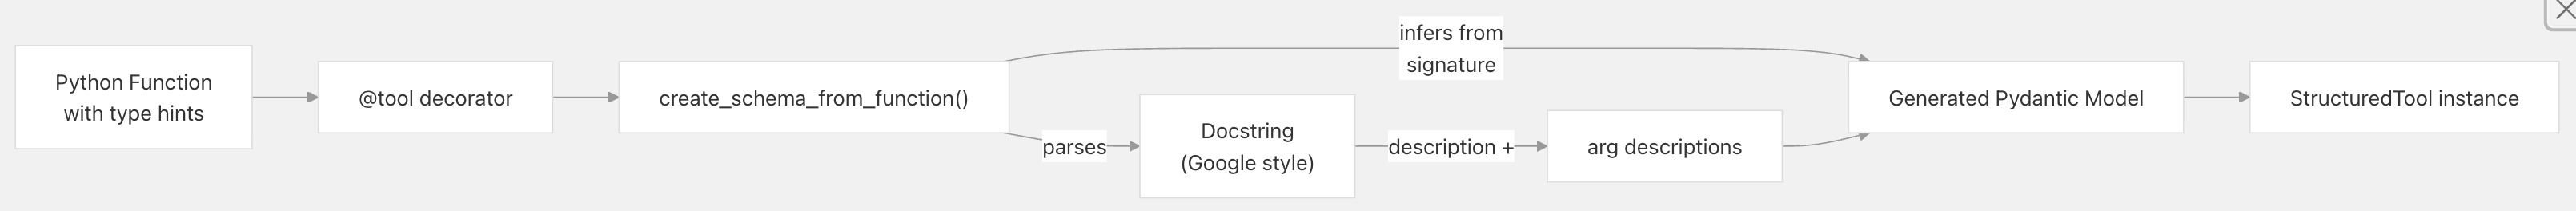 Python Function
with type hints
@tool decorator
create_schema_from_function()
infers from
signature
parses
Docstring
(Google style)
description +
arg descriptions
Generated Pydantic Model
StructuredTool instance